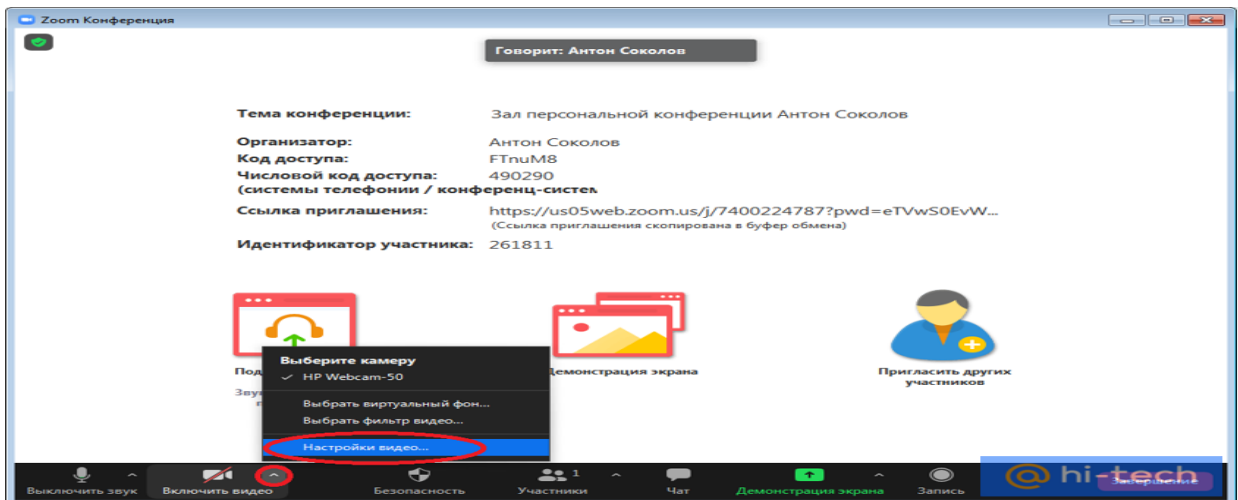 Zoom Конференция
Говорит: Антон Соколов
Тема конференции: Зал персональной конференции Антон Соколов
Организатор: Антон Соколов
Код доступа: FTnuM8
Числовой код доступа: 490290
(системы телефонии / конференц-систем
Ссылка приглашения: https://us05web.zoom.us/j/7400224787?pwd=eTVwS0EvW...
(Ссылка приглашения скопирована в буфер обмена)
Идентификатор участника: 261811
Выберите камеру
HP Webcam-50
Выбрать виртуальный фон...
Выбрать фильтр видео...
Настройки видео...
Под
Зву
Демонстрация экрана
Пригласить других
участников
1
Выключить звук Включить видео Безопасность Участники Чат Демонстрация экрана Запись Завершение
@ hi-tech